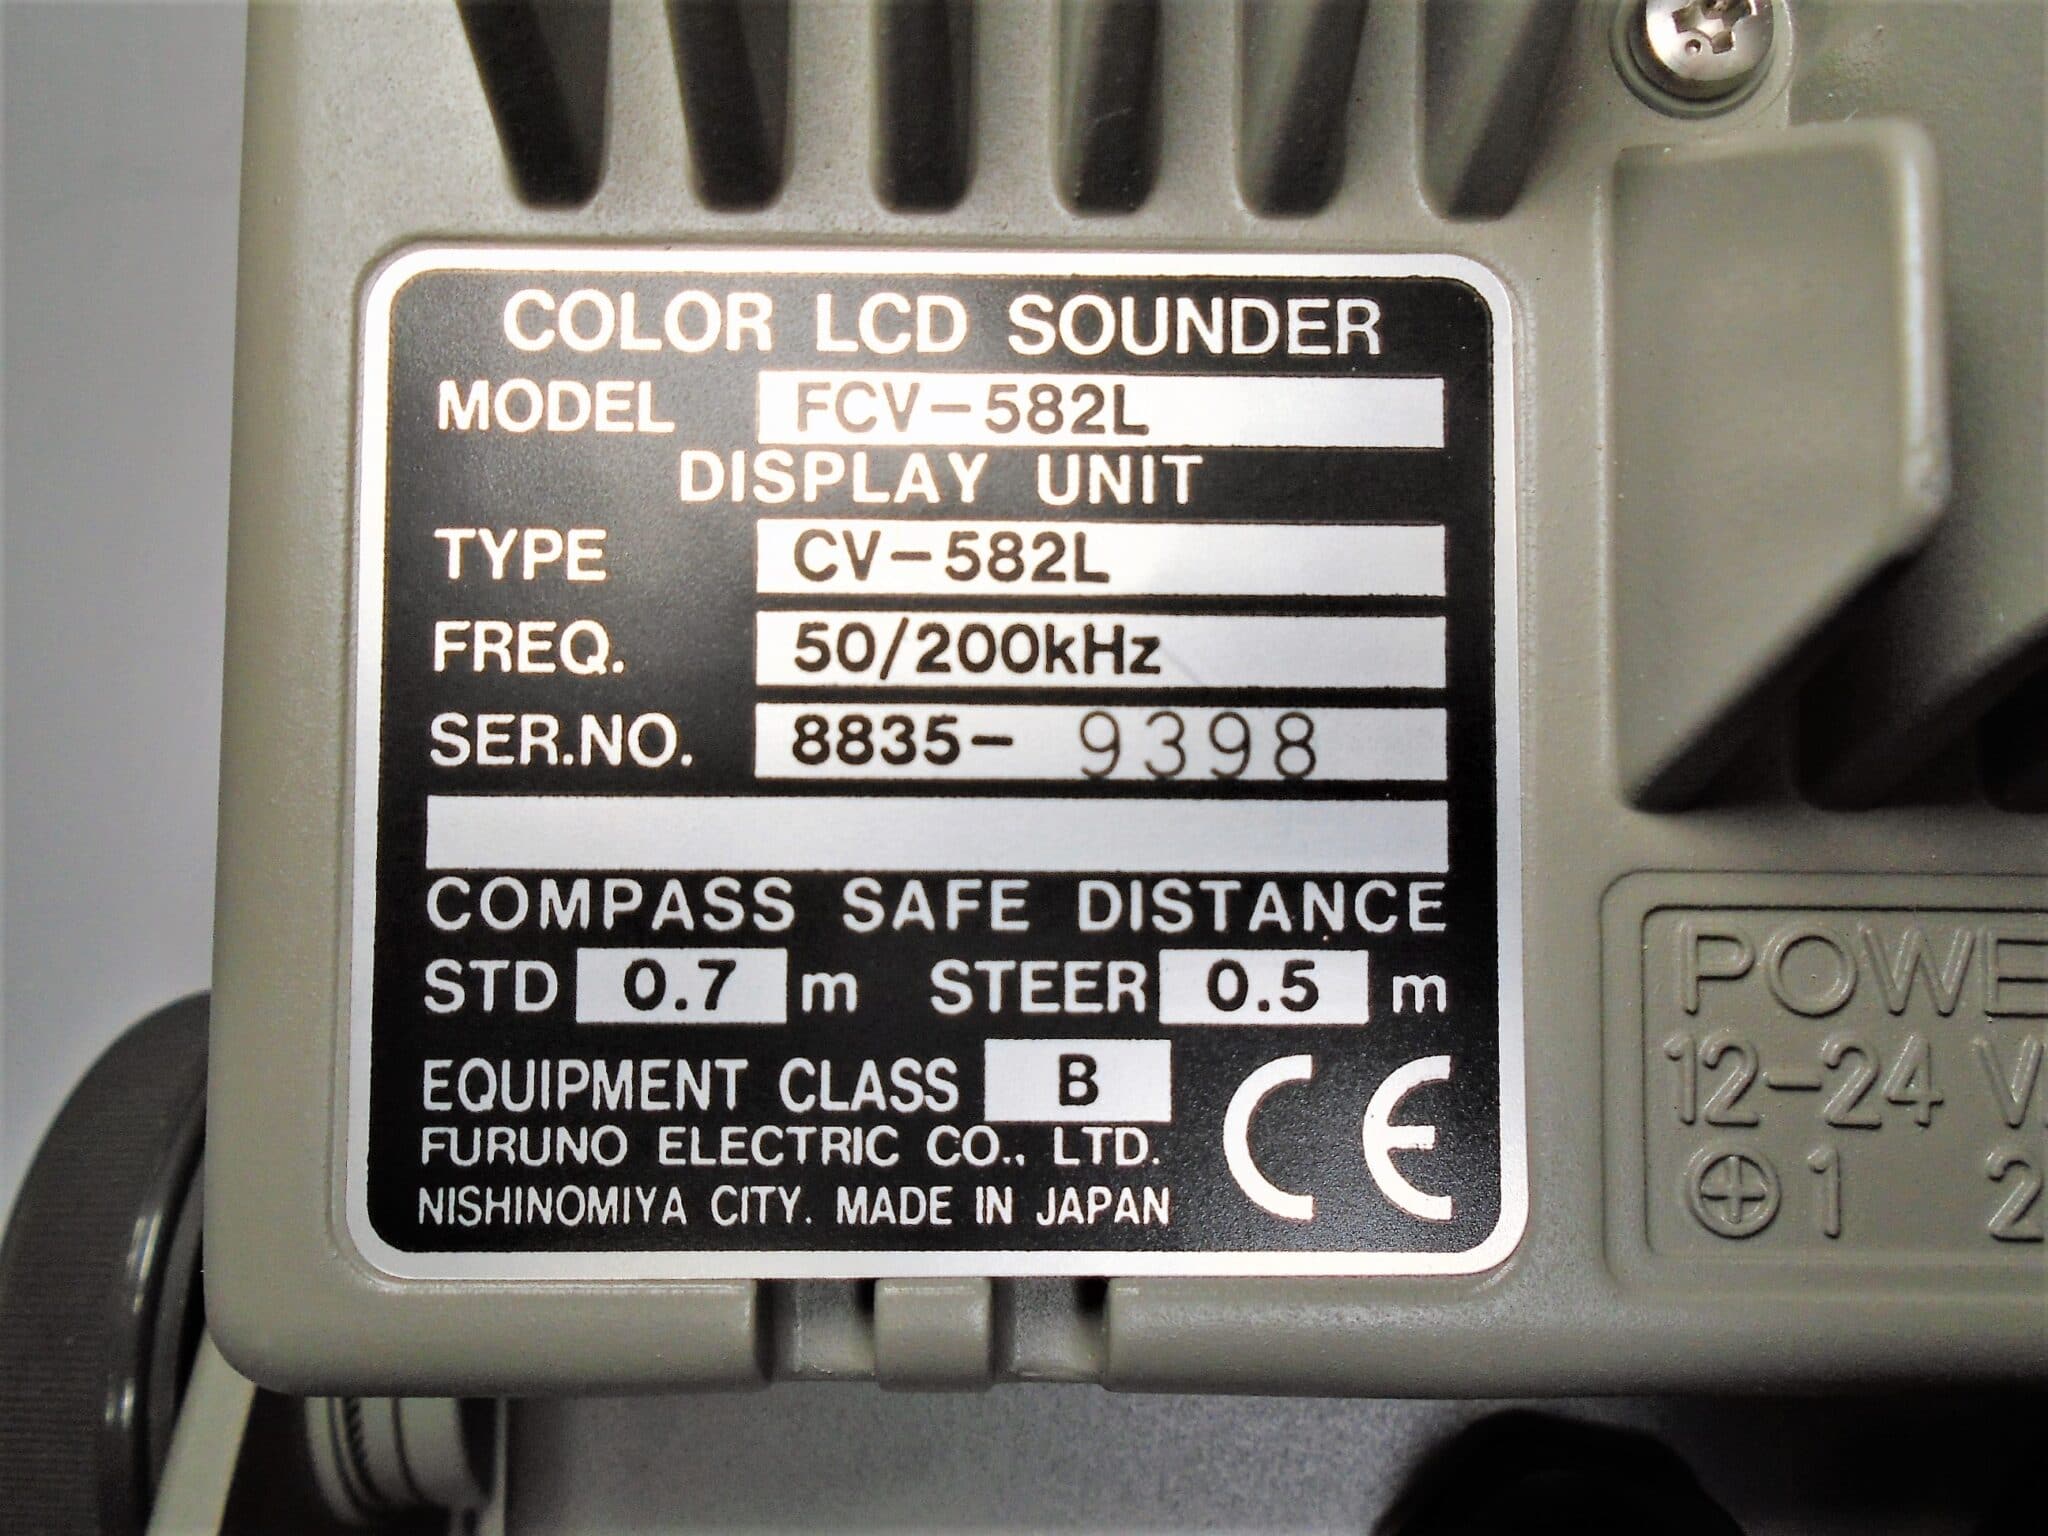 COLOR LCD SOUNDER
MODEL FCV-582L
DISPLAY UNIT
TYPE CV-582L
FREQ. 50/200kHz
SER.NO. 8835- 9398
COMPASS SAFE DISTANCE
STD 0.7 m STEER 0.5 m
EQUIPMENT CLASS B
FURUNO ELECTRIC CO., LTD.
NISHINOMIYA CITY. MADE IN JAPAN
CE
POWE
12-24 V
⊕ 1 2